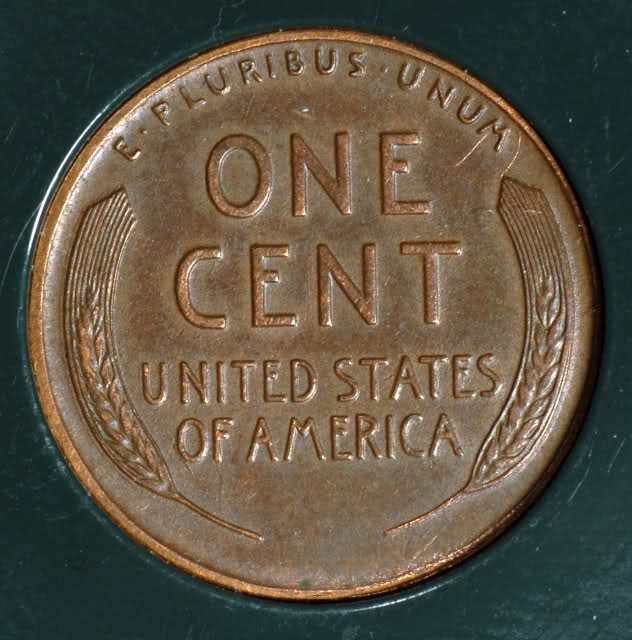 E·PLURIBUS·UNUM
ONE
CENT
UNITED STATES
OF AMERICA